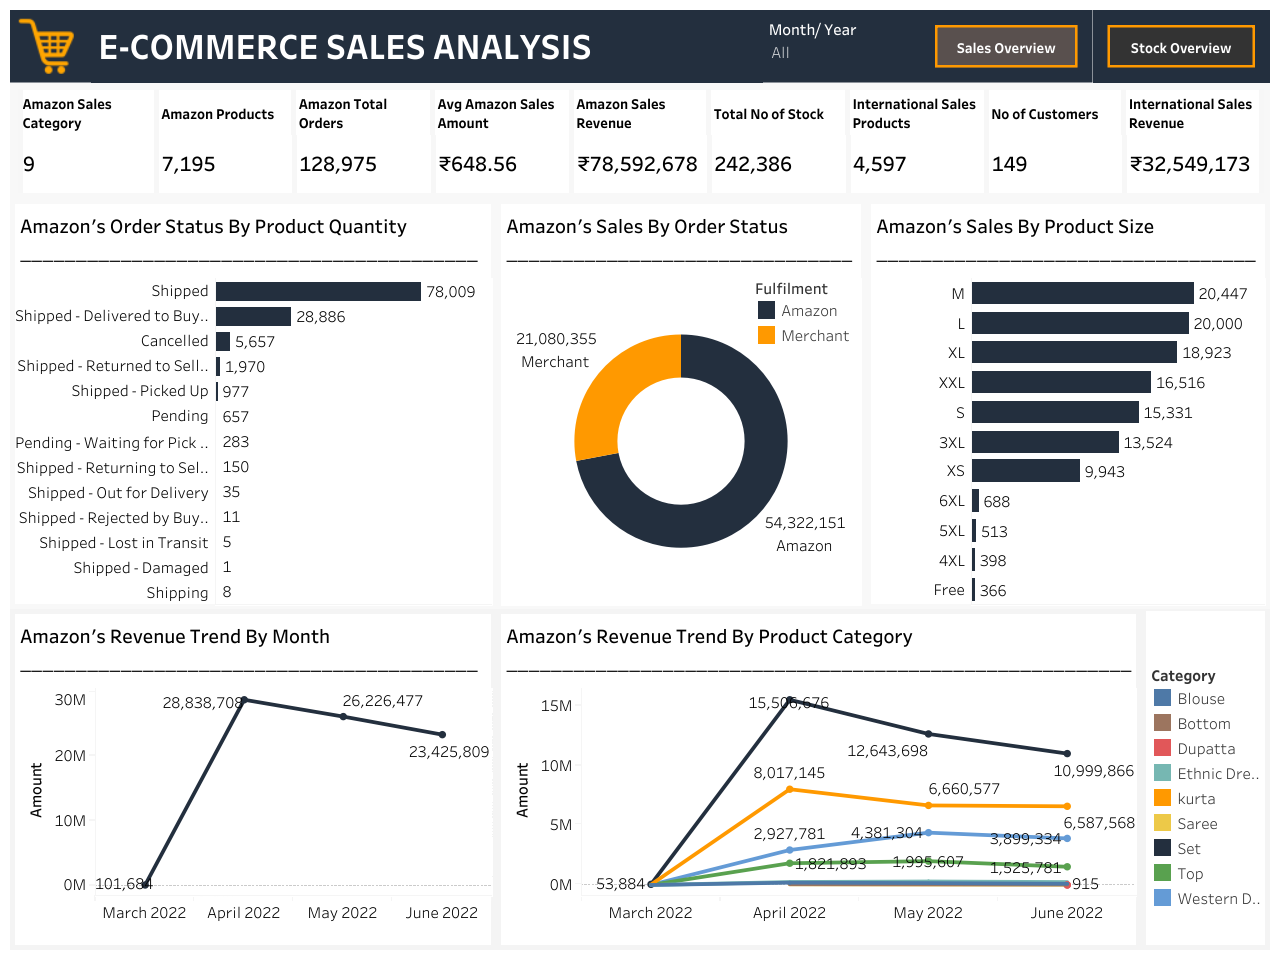 E-COMMERCE SALES ANALYSIS
Month/ Year
All
Sales Overview
Stock Overview
Amazon Sales
Category
9
Amazon Products
7,195
Amazon Total
Orders
128,975
Avg Amazon Sales
Amount
₹648.56
Amazon Sales
Revenue
₹78,592,678
Total No of Stock
242,386
International Sales
Products
4,597
No of Customers
149
International Sales
Revenue
₹32,549,173
Amazon's Order Status By Product Quantity
Shipped 78,009
Shipped - Delivered to Buy.. 28,886
Cancelled 5,657
Shipped - Returned to Sell.. 1,970
Shipped - Picked Up 977
Pending 657
Pending - Waiting for Pick .. 283
Shipped - Returning to Sel.. 150
Shipped - Out for Delivery 35
Shipped - Rejected by Buy.. 11
Shipped - Lost in Transit 5
Shipped - Damaged 1
Shipping 8
Amazon's Sales By Order Status
Fulfilment
Amazon
Merchant
21,080,355
Merchant
54,322,151
Amazon
Amazon's Sales By Product Size
M 20,447
L 20,000
XL 18,923
XXL 16,516
S 15,331
3XL 13,524
XS 9,943
6XL 688
5XL 513
4XL 398
Free 366
Amazon's Revenue Trend By Month
Amount
30M
20M
10M
0M
101,684
28,838,708
26,226,477
23,425,809
March 2022 April 2022 May 2022 June 2022
Amazon's Revenue Trend By Product Category
Amount
15M
10M
5M
0M
15,506,676
12,643,698
10,999,866
8,017,145
6,660,577
6,587,568
2,927,781
4,381,304
3,899,334
1,821,893
1,995,607
1,525,781
53,884
915
March 2022 April 2022 May 2022 June 2022
Category
Blouse
Bottom
Dupatta
Ethnic Dre..
kurta
Saree
Set
Top
Western D..